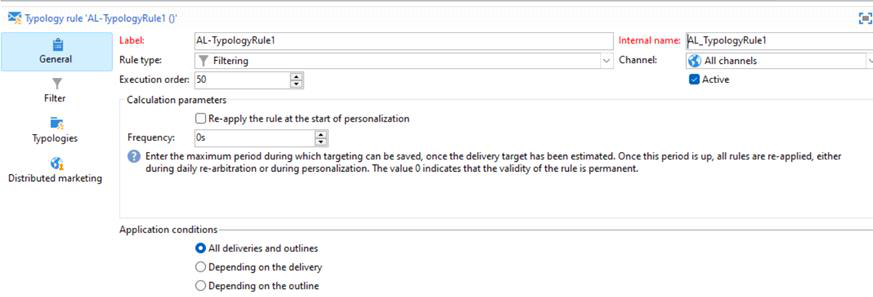 Typology rule 'AL-TypologyRule1 ()'
General
Filter
Typologies
Distributed marketing
Label: AL-TypologyRule1 Internal name: AL_TypologyRule1
Rule type: Filtering Channel: All channels
Execution order: 50 Active
Calculation parameters
Re-apply the rule at the start of personalization
Frequency: 0s
Enter the maximum period during which targeting can be saved, once the delivery target has been estimated. Once this period is up, all rules are re-applied, either
during daily re-arbitration or during personalization. The value 0 indicates that the validity of the rule is permanent.
Application conditions
All deliveries and outlines
Depending on the delivery
Depending on the outline